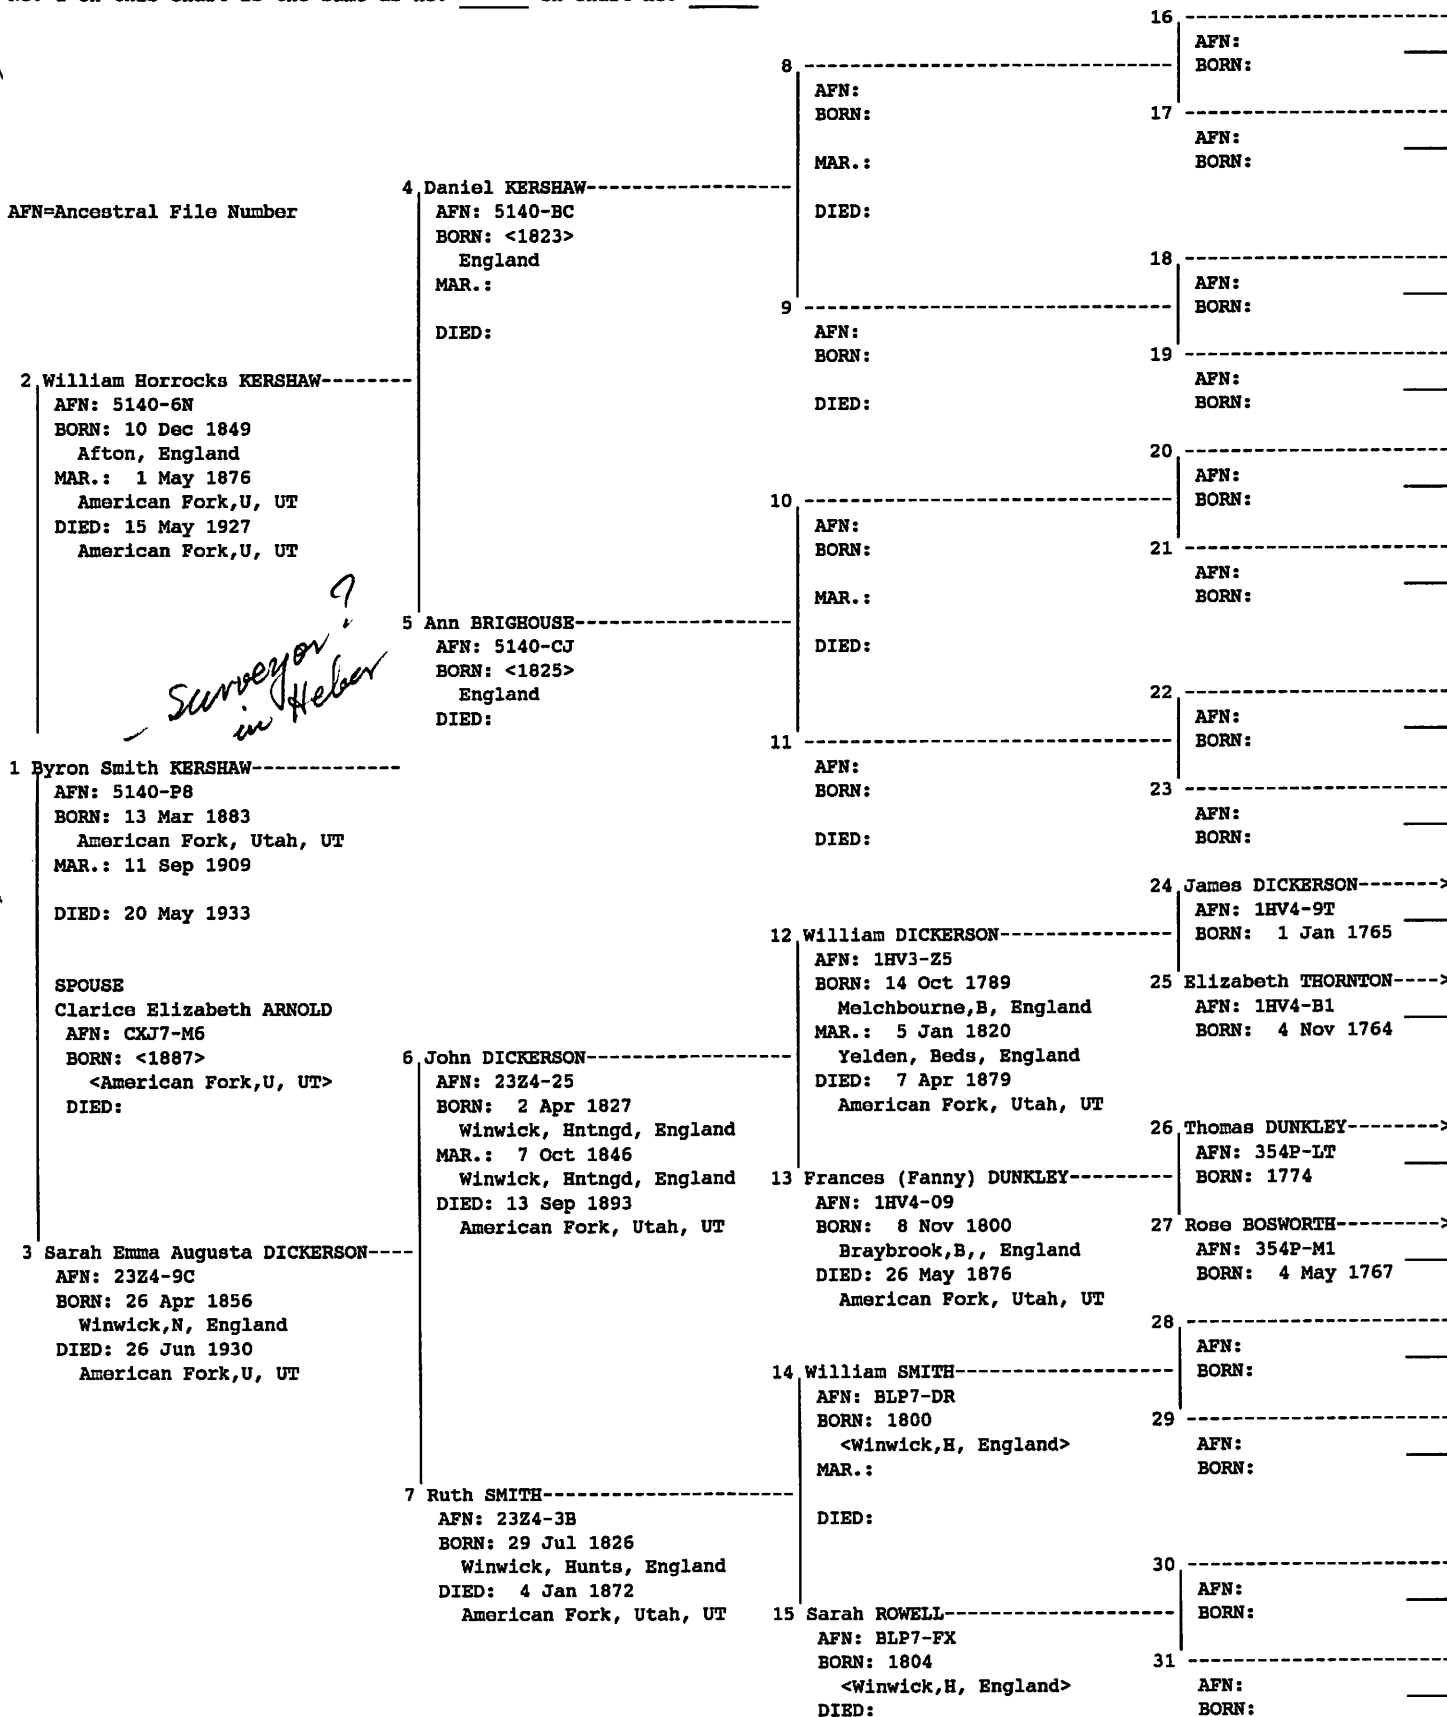 16
AFN:
BORN:
8
AFN:
BORN:
MAR.:
DIED:
17
AFN:
BORN:
4 Daniel KERSHAW
AFN: 5140-BC
BORN: <1823>
England
MAR.:
DIED:
AFN=Ancestral File Number
18
AFN:
BORN:
9
AFN:
BORN:
DIED:
19
AFN:
BORN:
2 William Horrocks KERSHAW
AFN: 5140-6N
BORN: 10 Dec 1849
Afton, England
MAR.: 1 May 1876
American Fork,U, UT
DIED: 15 May 1927
American Fork,U, UT
20
AFN:
BORN:
10
AFN:
BORN:
MAR.:
DIED:
21
AFN:
BORN:
5 Ann BRIGHOUSE
AFN: 5140-CJ
BORN: <1825>
England
DIED:
- Surveyor?
in Heber
22
AFN:
BORN:
11
AFN:
BORN:
DIED:
23
AFN:
BORN:
1 Byron Smith KERSHAW
AFN: 5140-P8
BORN: 13 Mar 1883
American Fork, Utah, UT
MAR.: 11 Sep 1909
DIED: 20 May 1933
SPOUSE
Clarice Elizabeth ARNOLD
AFN: CXJ7-M6
BORN: <1887>
<American Fork,U, UT>
DIED:
24 James DICKERSON------->
AFN: 1HV4-9T
BORN: 1 Jan 1765
12 William DICKERSON
AFN: 1HV3-Z5
BORN: 14 Oct 1789
Melchbourne,B, England
MAR.: 5 Jan 1820
Yelden, Beds, England
DIED: 7 Apr 1879
American Fork, Utah, UT
25 Elizabeth THORNTON---->
AFN: 1HV4-B1
BORN: 4 Nov 1764
6 John DICKERSON
AFN: 23Z4-25
BORN: 2 Apr 1827
Winwick, Hntngd, England
MAR.: 7 Oct 1846
Winwick, Hntngd, England
DIED: 13 Sep 1893
American Fork, Utah, UT
26 Thomas DUNKLEY-------->
AFN: 354P-LT
BORN: 1774
13 Frances (Fanny) DUNKLEY
AFN: 1HV4-09
BORN: 8 Nov 1800
Braybrook,B,, England
DIED: 26 May 1876
American Fork, Utah, UT
27 Rose BOSWORTH--------->
AFN: 354P-M1
BORN: 4 May 1767
3 Sarah Emma Augusta DICKERSON
AFN: 23Z4-9C
BORN: 26 Apr 1856
Winwick,N, England
DIED: 26 Jun 1930
American Fork,U, UT
28
AFN:
BORN:
14 William SMITH
AFN: BLP7-DR
BORN: 1800
<Winwick,H, England>
MAR.:
DIED:
29
AFN:
BORN:
7 Ruth SMITH
AFN: 23Z4-3B
BORN: 29 Jul 1826
Winwick, Hunts, England
DIED: 4 Jan 1872
American Fork, Utah, UT
30
AFN:
BORN:
15 Sarah ROWELL
AFN: BLP7-FX
BORN: 1804
<Winwick,H, England>
DIED:
31
AFN:
BORN: